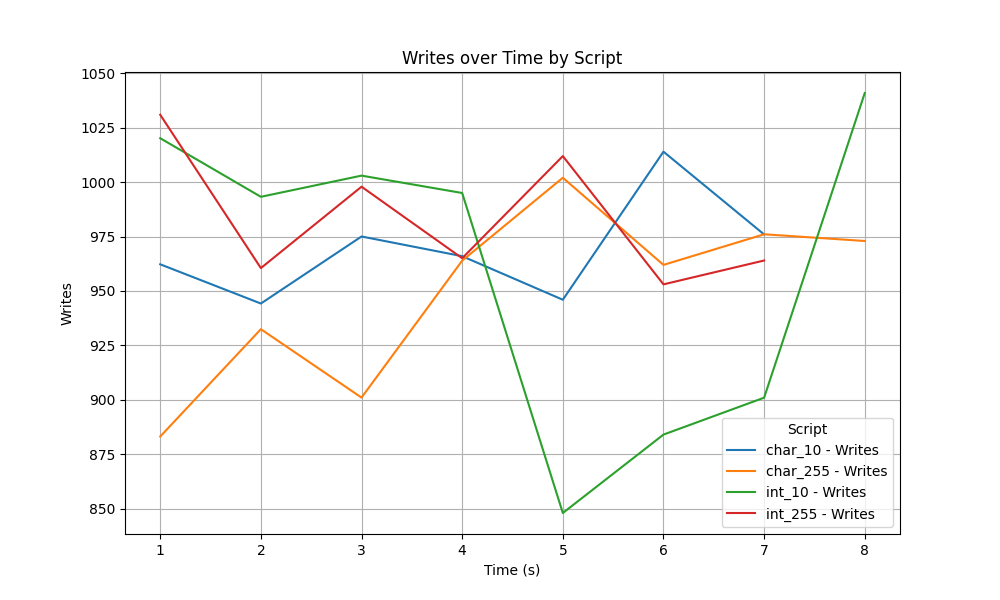 Writes over Time by Script
Writes
1050
1025
1000
975
950
925
900
875
850
Script
char_10 - Writes
char_255 - Writes
int_10 - Writes
int_255 - Writes
1 2 3 4 5 6 7 8
Time (s)